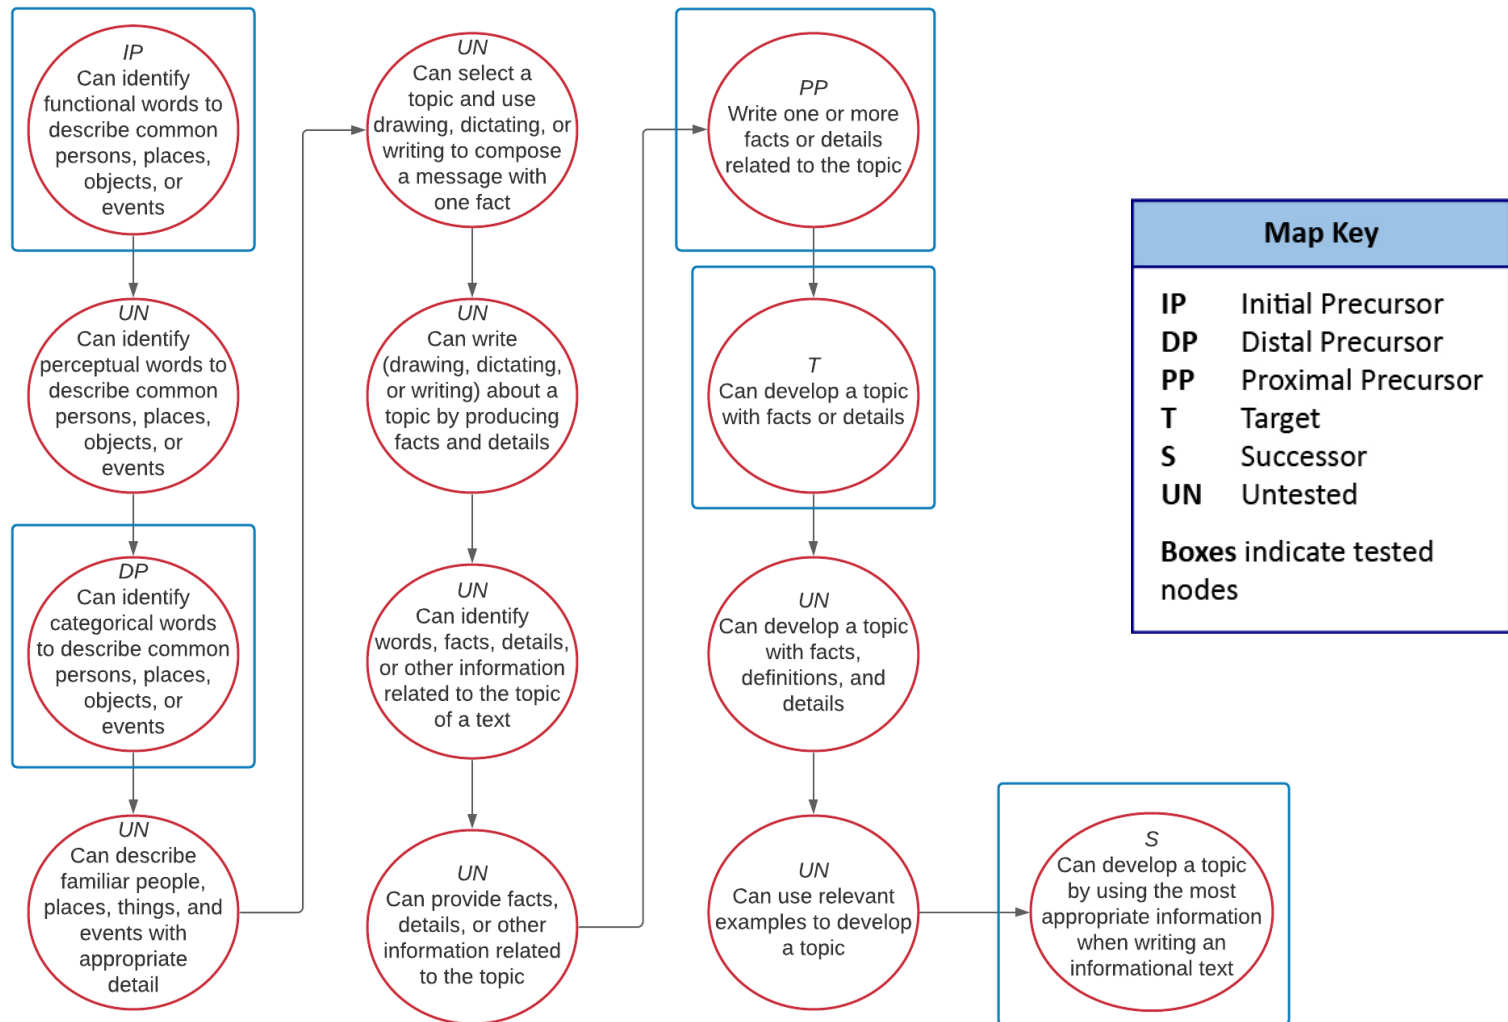 IP
Can identify
functional words to
describe common
persons, places,
objects, or
events
UN
Can identify
perceptual words to
describe common
persons, places,
objects, or
events
DP
Can identify
categorical words
to describe common
persons, places,
objects, or
events
UN
Can describe
familiar people,
places, things, and
events with
appropriate
detail
UN
Can select a
topic and use
drawing, dictating, or
writing to compose
a message with
one fact
UN
Can write
(drawing, dictating,
or writing) about a
topic by producing
facts and details
UN
Can identify
words, facts, details,
or other information
related to the topic
of a text
UN
Can provide facts,
details, or other
information related
to the topic
PP
Write one or more
facts or details
related to the topic
T
Can develop a topic
with facts or details
UN
Can develop a topic
with facts,
definitions, and
details
UN
Can use relevant
examples to develop
a topic
S
Can develop a topic
by using the most
appropriate information
when writing an
informational text
Map Key
IP Initial Precursor
DP Distal Precursor
PP Proximal Precursor
T Target
S Successor
UN Untested
Boxes indicate tested
nodes